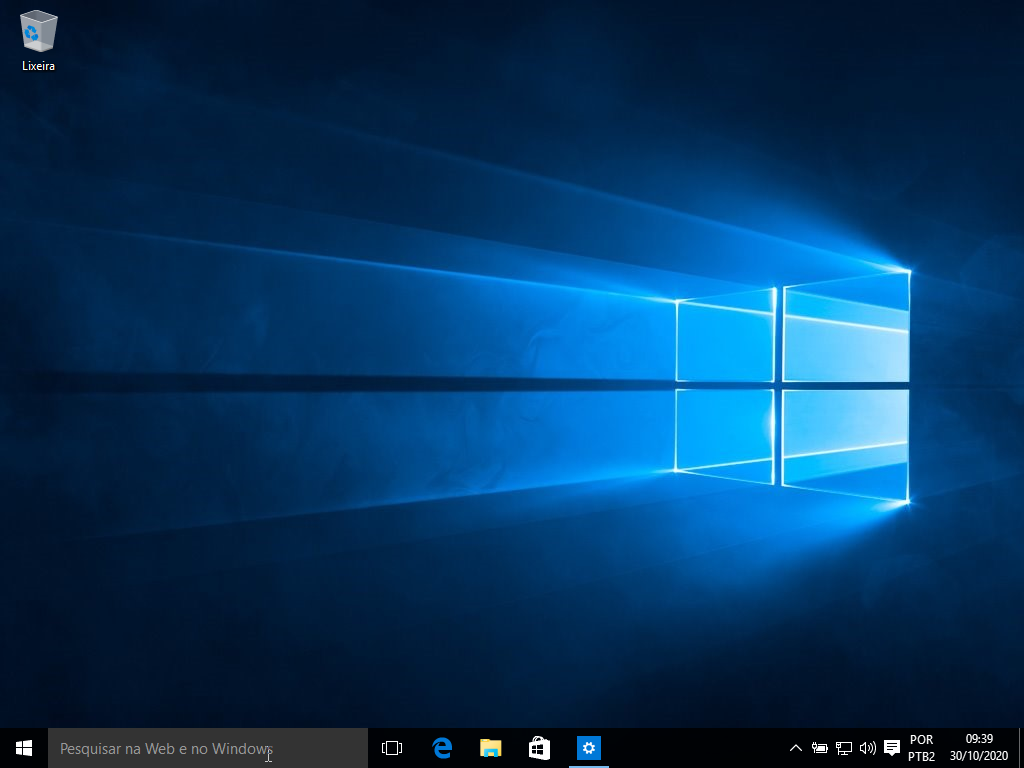 Lixeira
Pesquisar na Web e no Windows
POR
PTB2
09:39
30/10/2020